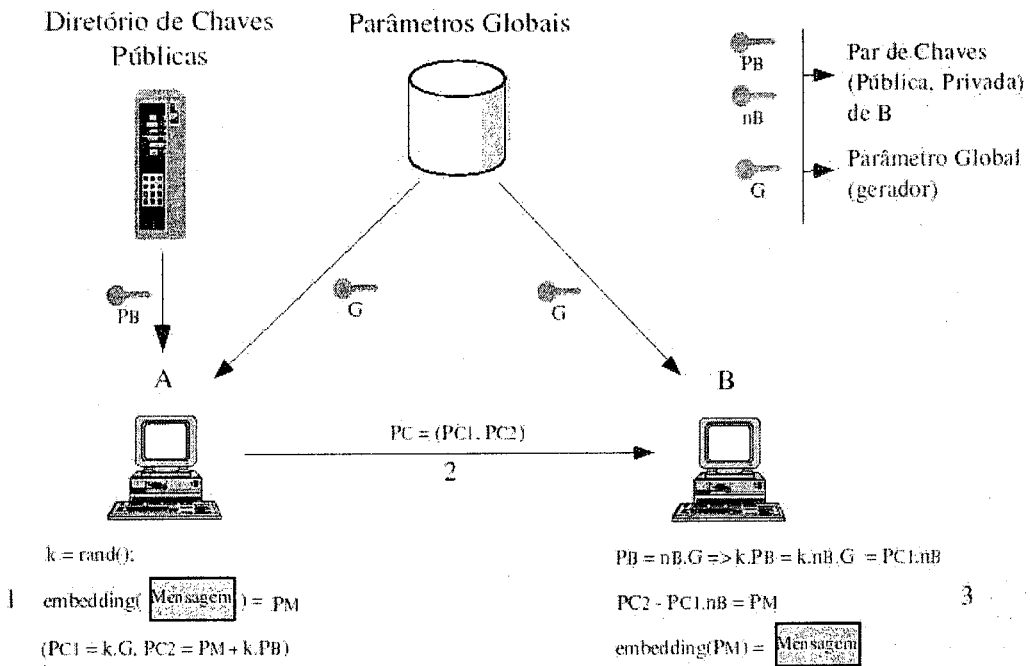 Diretório de Chaves
Públicas
Parâmetros Globais
PB
nB
G
Par de Chaves
(Pública, Privada)
de B
Parâmetro Global
(gerador)
PB
G
G
A
B
PC = (PC1, PC2)
2
k = rand();
1 embedding( Mensagem ) = PM
(PC1 = k.G, PC2 = PM + k.PB)
PB = nB.G => k.PB = k.nB.G = PC1.nB
PC2 - PC1.nB = PM
3
embedding(PM) = Mensagem